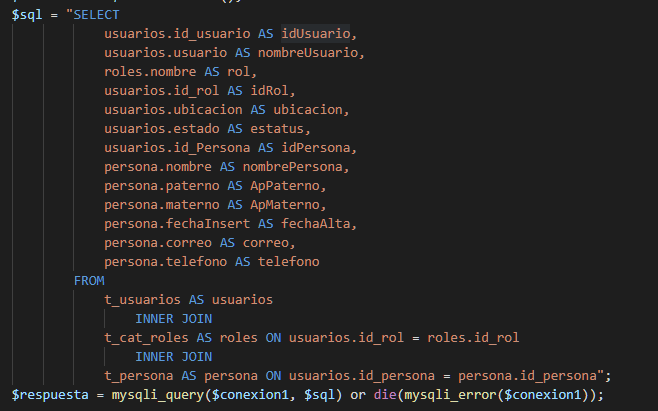 $sql = "SELECT
usuarios.id_usuario AS idUsuario,
usuarios.usuario AS nombreUsuario,
roles.nombre AS rol,
usuarios.id_rol AS idRol,
usuarios.ubicacion AS ubicacion,
usuarios.estado AS estatus,
usuarios.id_Persona AS idPersona,
persona.nombre AS nombrePersona,
persona.paterno AS ApPaterno,
persona.materno AS ApMaterno,
persona.fechaInsert AS fechaAlta,
persona.correo AS correo,
persona.telefono AS telefono
FROM
t_usuarios AS usuarios
INNER JOIN
t_cat_roles AS roles ON usuarios.id_rol = roles.id_rol
INNER JOIN
t_persona AS persona ON usuarios.id_persona = persona.id_persona";
$respuesta = mysqli_query($conexion1, $sql) or die(mysqli_error($conexion1));